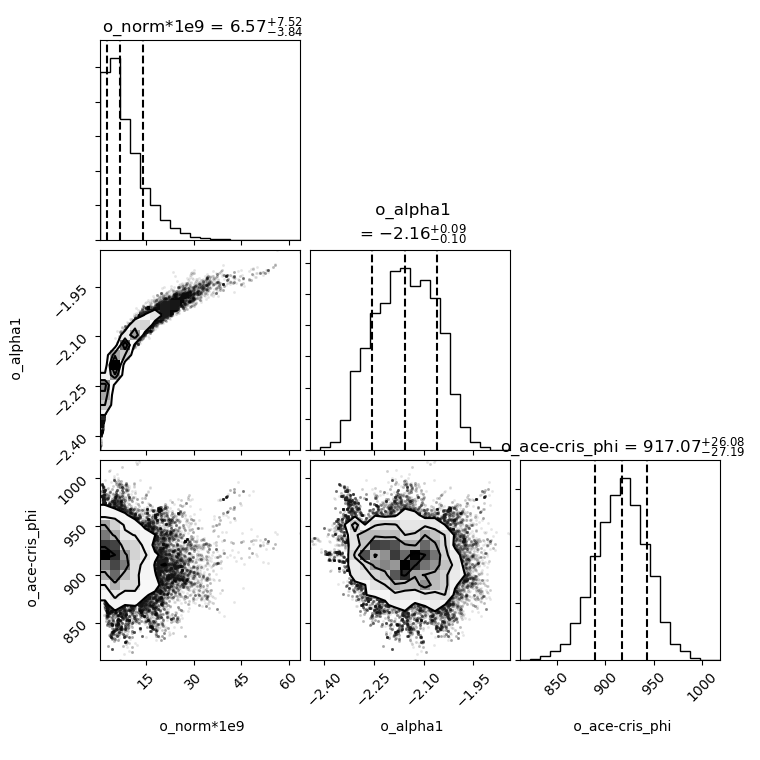 o_norm*1e9 = 6.57+7.52 −3.84
o_alpha1
= −2.16+0.09 −0.10
−1.95
−2.10
−2.25
−2.40
o_alpha1
o_ace-cris_phi = 917.07+26.08 −27.19
1000
950
900
850
o_ace-cris_phi
15 30 45 60 −2.40 −2.25 −2.10 −1.95 850 900 950 1000
o_norm*1e9 o_alpha1 o_ace-cris_phi